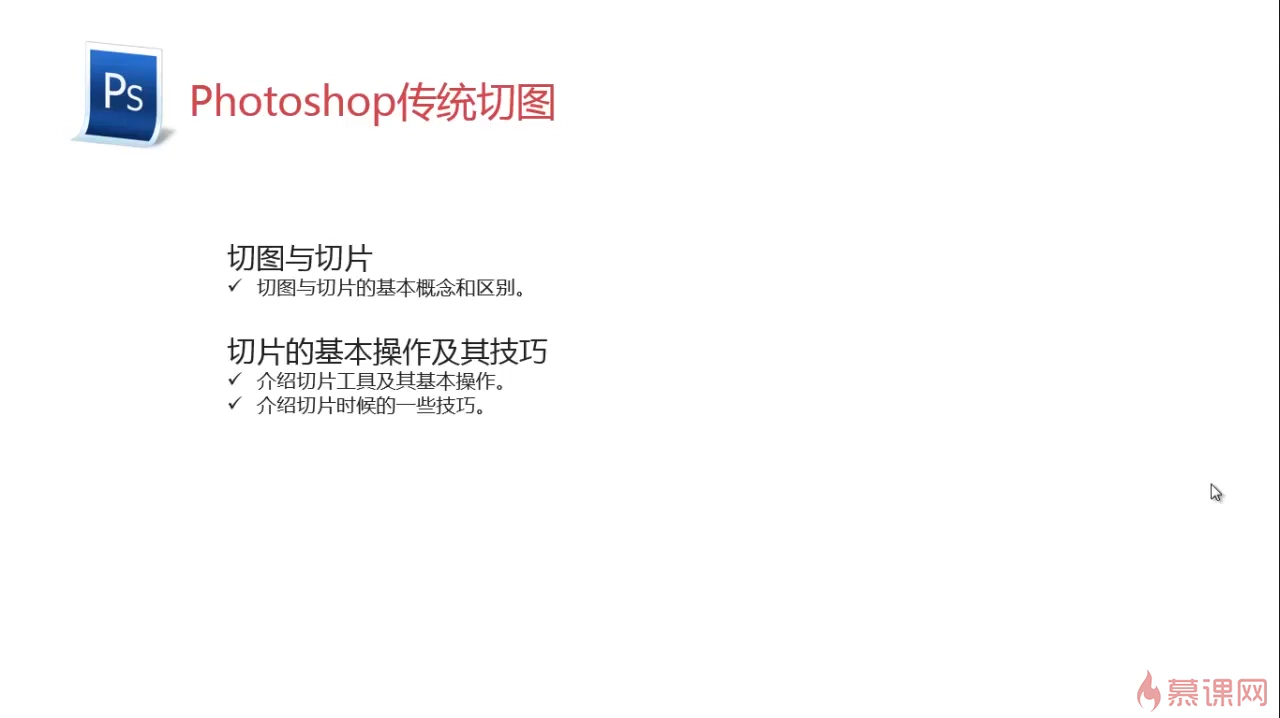 Ps
Photoshop传统切图
切图与切片
✓ 切图与切片的基本概念和区别。
切片的基本操作及其技巧
✓ 介绍切片工具及其基本操作。
✓ 介绍切片时候的一些技巧。
慕课网